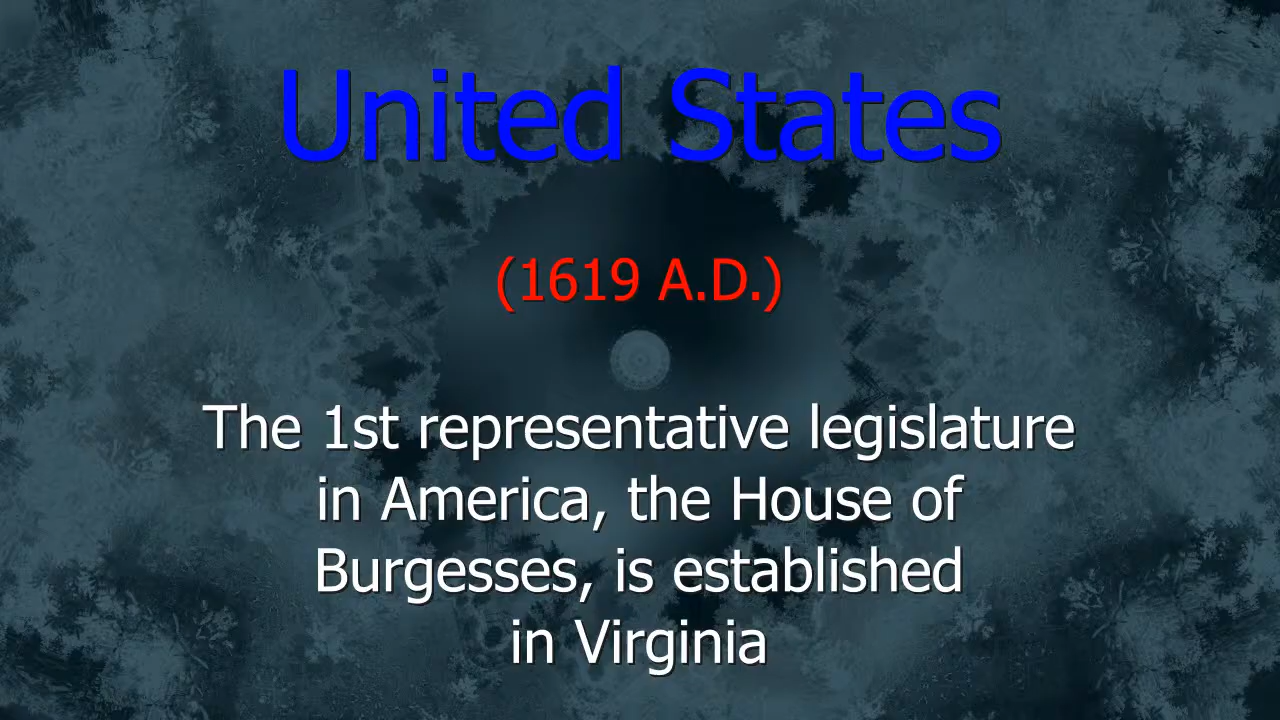 United States
(1619 A.D.)
The 1st representative legislature
in America, the House of
Burgesses, is established
in Virginia